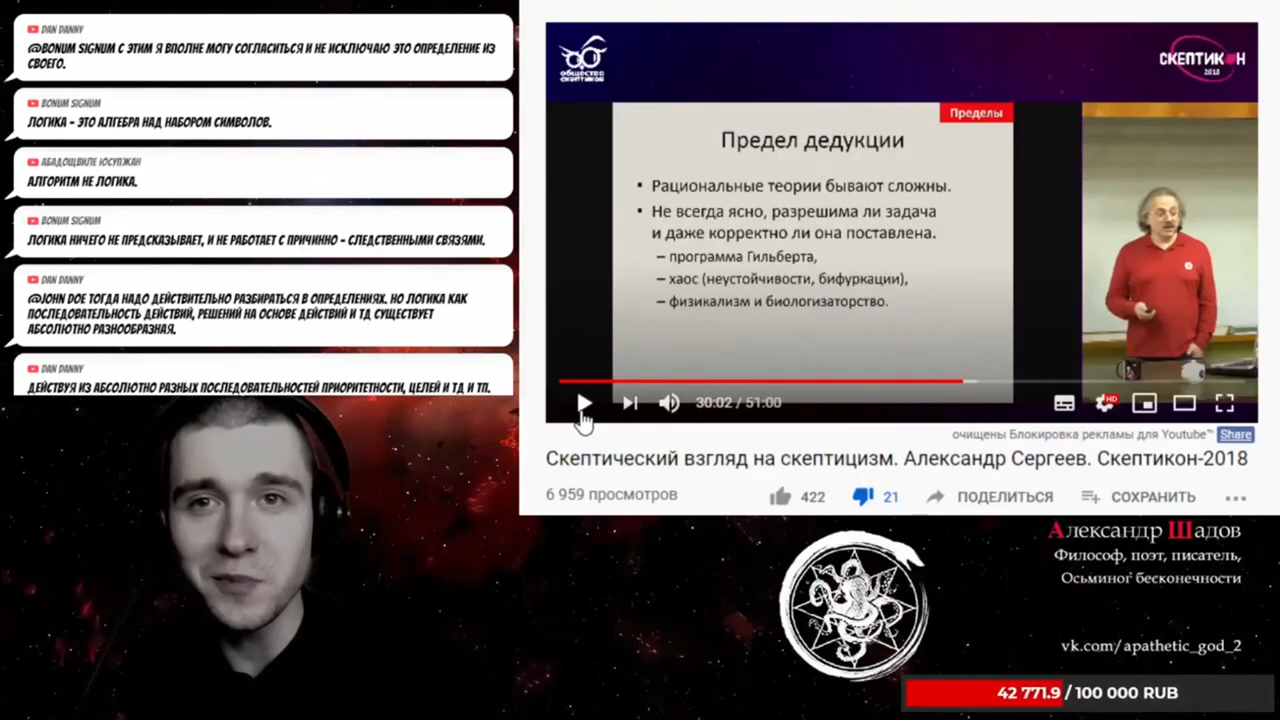 DAN DANNY
@BONUM SIGNUM С ЭТИМ Я ВПОЛНЕ МОГУ СОГЛАСИТЬСЯ И НЕ ИСКЛЮЧАЮ ЭТО ОПРЕДЕЛЕНИЕ ИЗ
СВОЕГО.
BONUM SIGNUM
ЛОГИКА - ЭТО АЛГЕБРА НАД НАБОРОМ СИМВОЛОВ.
АБАДОЩВИЛЕ ЮСУПЖАН
АЛГОРИТМ НЕ ЛОГИКА.
BONUM SIGNUM
ЛОГИКА НИЧЕГО НЕ ПРЕДСКАЗЫВАЕТ, И НЕ РАБОТАЕТ С ПРИЧИННО - СЛЕДСТВЕННЫМИ СВЯЗЯМИ.
DAN DANNY
@JOHN DOE ТОГДА НАДО ДЕЙСТВИТЕЛЬНО РАЗБИРАТЬСЯ В ОПРЕДЕЛЕНИЯХ. НО ЛОГИКА КАК
ПОСЛЕДОВАТЕЛЬНОСТЬ ДЕЙСТВИЙ, РЕШЕНИЙ НА ОСНОВЕ ДЕЙСТВИЙ И ТД СУЩЕСТВУЕТ
АБСОЛЮТНО РАЗНООБРАЗНАЯ.
DAN DANNY
ДЕЙСТВУЯ ИЗ АБСОЛЮТНО РАЗНЫХ ПОСЛЕДОВАТЕЛЬНОСТЕЙ ПРИОРИТЕТНОСТИ, ЦЕЛЕЙ И ТД И ТП.
общество
скептиков
СКЕПТИКОН
2018
Пределы
Предел дедукции
• Рациональные теории бывают сложны.
• Не всегда ясно, разрешима ли задача
и даже корректно ли она поставлена.
– программа Гильберта,
– хаос (неустойчивости, бифуркации),
– физикализм и биологизаторство.
30:02 / 51:00
HD
очищены Блокировка рекламы для Youtube™ Share
Скептический взгляд на скептицизм. Александр Сергеев. Скептикон-2018
6 959 просмотров
422
21
ПОДЕЛИТЬСЯ
СОХРАНИТЬ
Александр Шадов
Философ, поэт, писатель,
Осьминог бесконечности
vk.com/apathetic_god_2
42 771.9 / 100 000 RUB